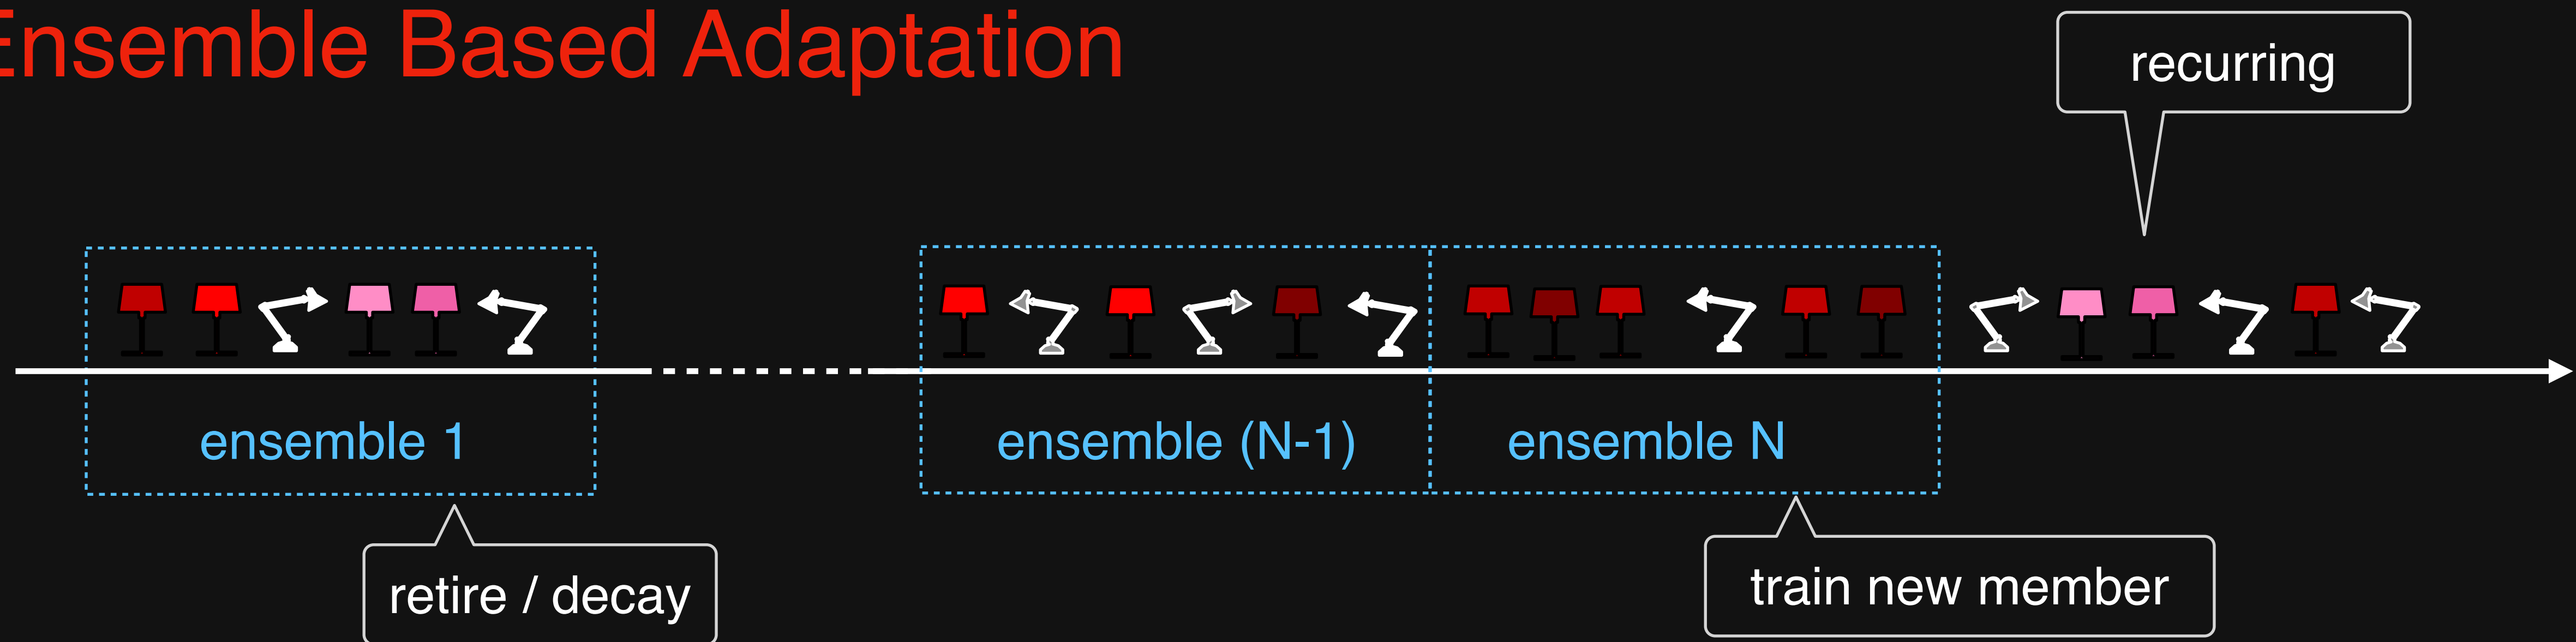 Ensemble Based Adaptation
recurring
ensemble 1
ensemble (N-1)
ensemble N
retire / decay
train new member